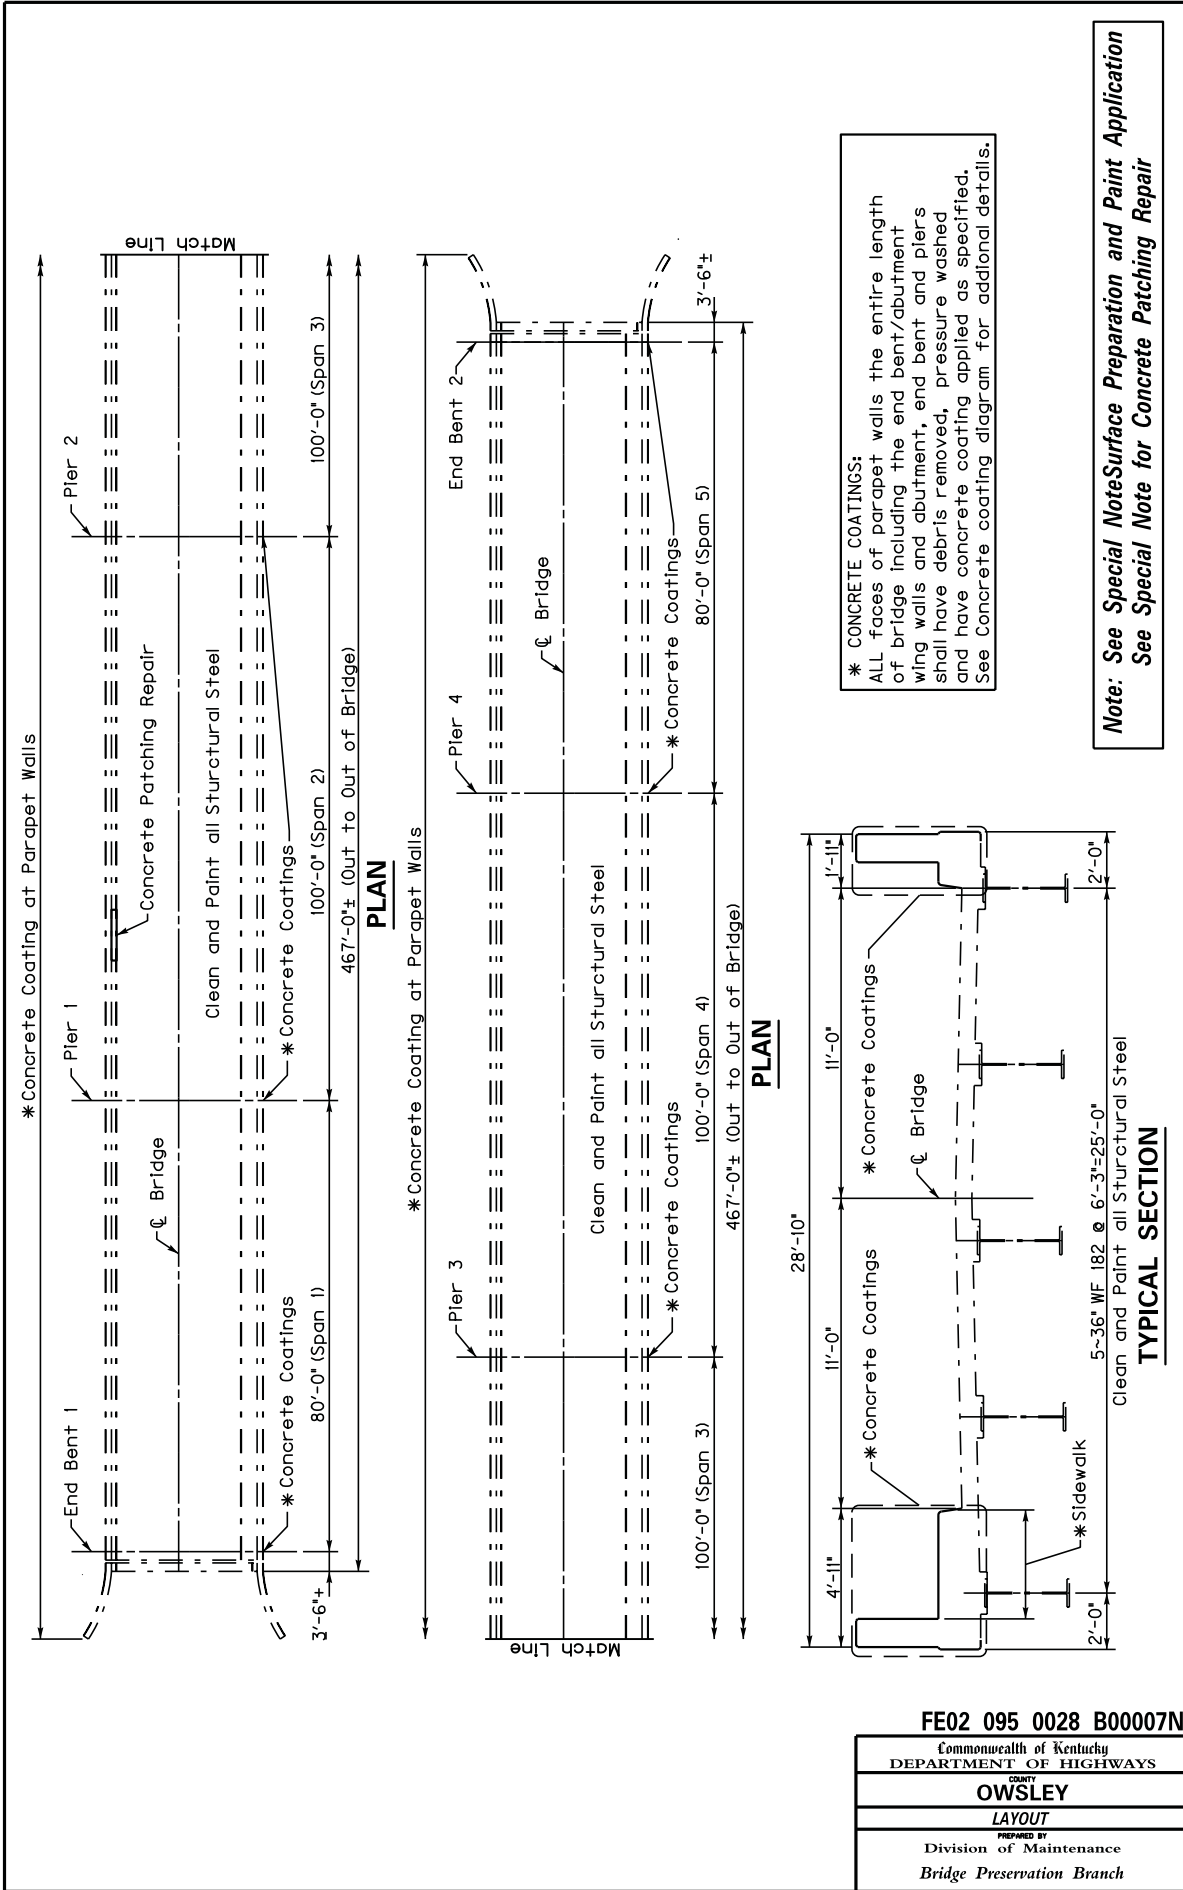 *Concrete Coating at Parapet Walls
End Bent 1
Pier 1
Pier 2
Concrete Patching Repair
℄ Bridge
Clean and Paint all Sturctural Steel
Match Line
*Concrete Coatings
*Concrete Coatings
3'-6"±
80'-0" (Span 1)
100'-0" (Span 2)
100'-0" (Span 3)
467'-0"± (Out to Out of Bridge)
PLAN
*Concrete Coating at Parapet Walls
Pier 3
Pier 4
End Bent 2
Match Line
Clean and Paint all Sturctural Steel
℄ Bridge
*Concrete Coatings
*Concrete Coatings
100'-0" (Span 3)
100'-0" (Span 4)
80'-0" (Span 5)
3'-6"±
467'-0"± (Out to Out of Bridge)
PLAN
28'-10"
4'-11"
11'-0"
11'-0"
1'-11"
*Concrete Coatings
*Concrete Coatings
℄ Bridge
*Sidewalk
2'-0"
5~36" WF 182 @ 6'-3"=25'-0"
2'-0"
Clean and Paint all Sturctural Steel
TYPICAL SECTION
* CONCRETE COATINGS:
ALL faces of parapet walls the entire length
of bridge including the end bent/abutment
wing walls and abutment, end bent and piers
shall have debris removed, pressure washed
and have concrete coating applied as specified.
See Concrete coating diagram for addional details.
Note: See Special NoteSurface Preparation and Paint Application
See Special Note for Concrete Patching Repair
FE02 095 0028 B00007N
Commonwealth of Kentucky
DEPARTMENT OF HIGHWAYS
COUNTY
OWSLEY
LAYOUT
PREPARED BY
Division of Maintenance
Bridge Preservation Branch